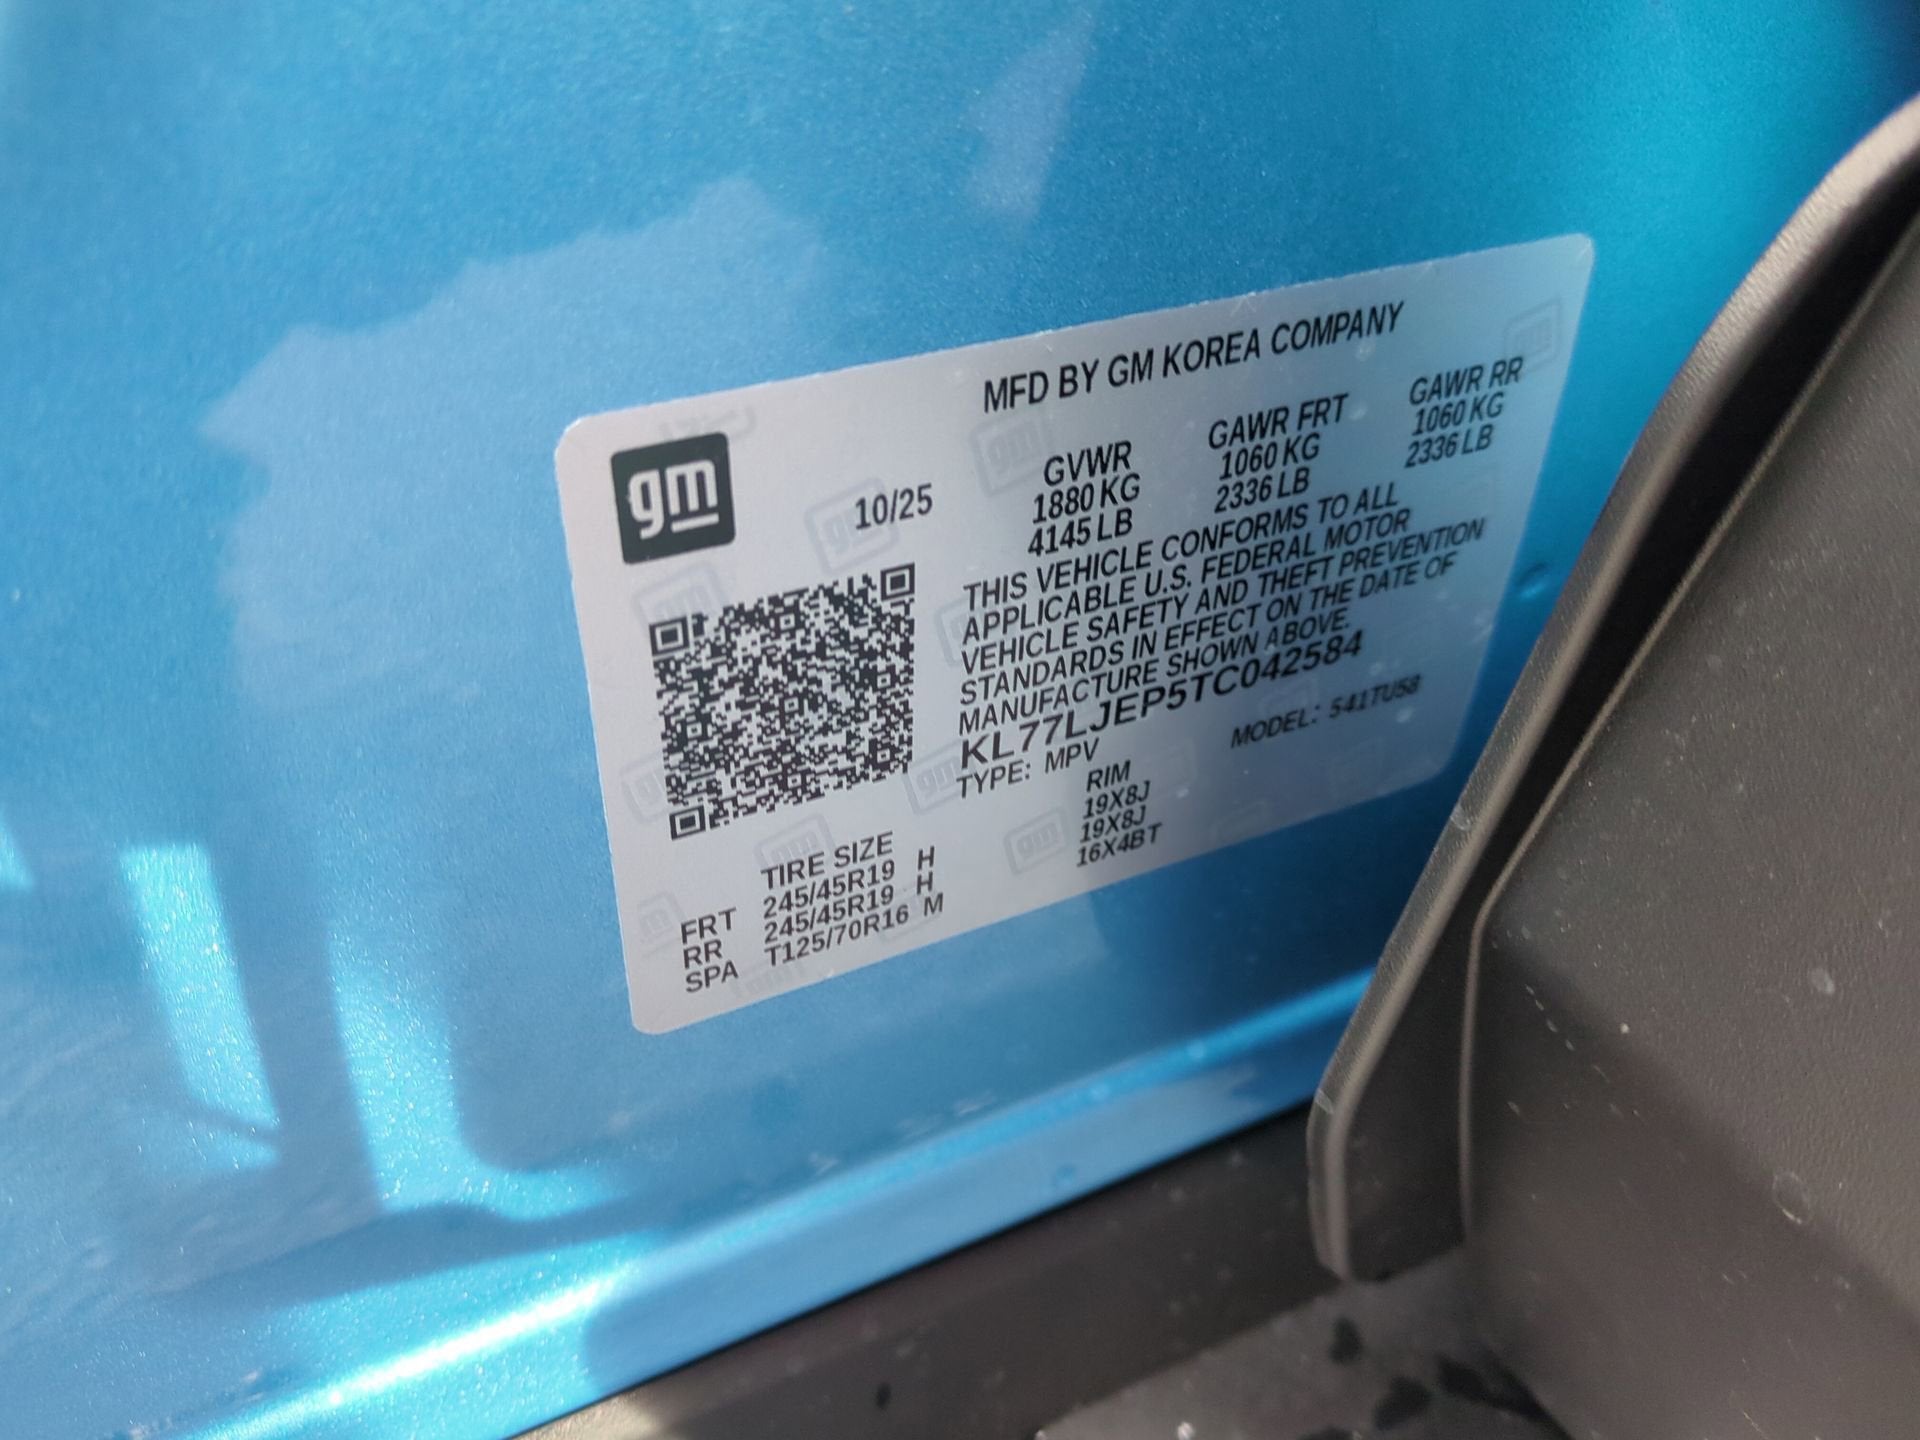 MFD BY GM KOREA COMPANY
gm
10/25
GVWR GAWR FRT GAWR RR
1880 KG 1060 KG 1060 KG
4145 LB 2336 LB 2336 LB
THIS VEHICLE CONFORMS TO ALL
APPLICABLE U.S. FEDERAL MOTOR
VEHICLE SAFETY AND THEFT PREVENTION
STANDARDS IN EFFECT ON THE DATE OF
MANUFACTURE SHOWN ABOVE.
KL77LJEP5TC042584
TYPE: MPV MODEL: 541TU58
TIRE SIZE RIM
FRT 245/45R19 H 19X8J
RR 245/45R19 H 19X8J
SPA T125/70R16 M 16X4BT